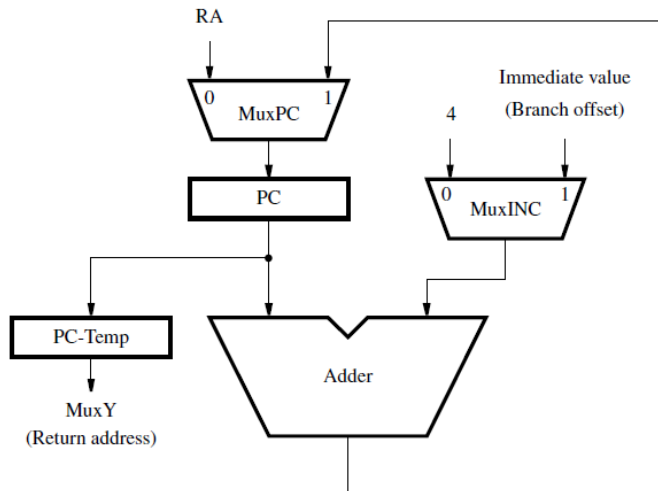 RA
0
1
MuxPC
Immediate value
(Branch offset)
4
PC
0
1
MuxINC
PC-Temp
Adder
MuxY
(Return address)